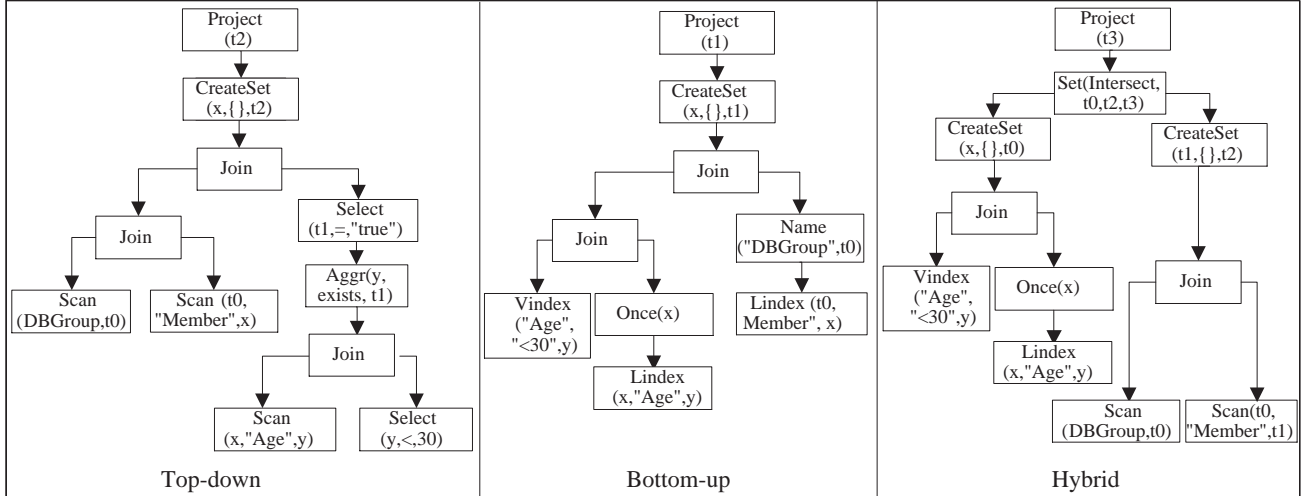 Project
(t2)
CreateSet
(x,{},t2)
Join
Join
Select
(t1,=,"true")
Scan
(DBGroup,t0)
Scan (t0,
"Member",x)
Aggr(y,
exists, t1)
Join
Scan
(x,"Age",y)
Select
(y,<,30)
Top-down
Project
(t1)
CreateSet
(x,{},t1)
Join
Join
Name
("DBGroup",t0)
Vindex
("Age",
"<30",y)
Once(x)
Lindex (t0,
Member", x)
Lindex
(x,"Age",y)
Bottom-up
Project
(t3)
Set(Intersect,
t0,t2,t3)
CreateSet
(x,{},t0)
CreateSet
(t1,{},t2)
Join
Vindex
("Age",
"<30",y)
Once(x)
Join
Lindex
(x,"Age",y)
Scan
(DBGroup,t0)
Scan(t0,
"Member",t1)
Hybrid